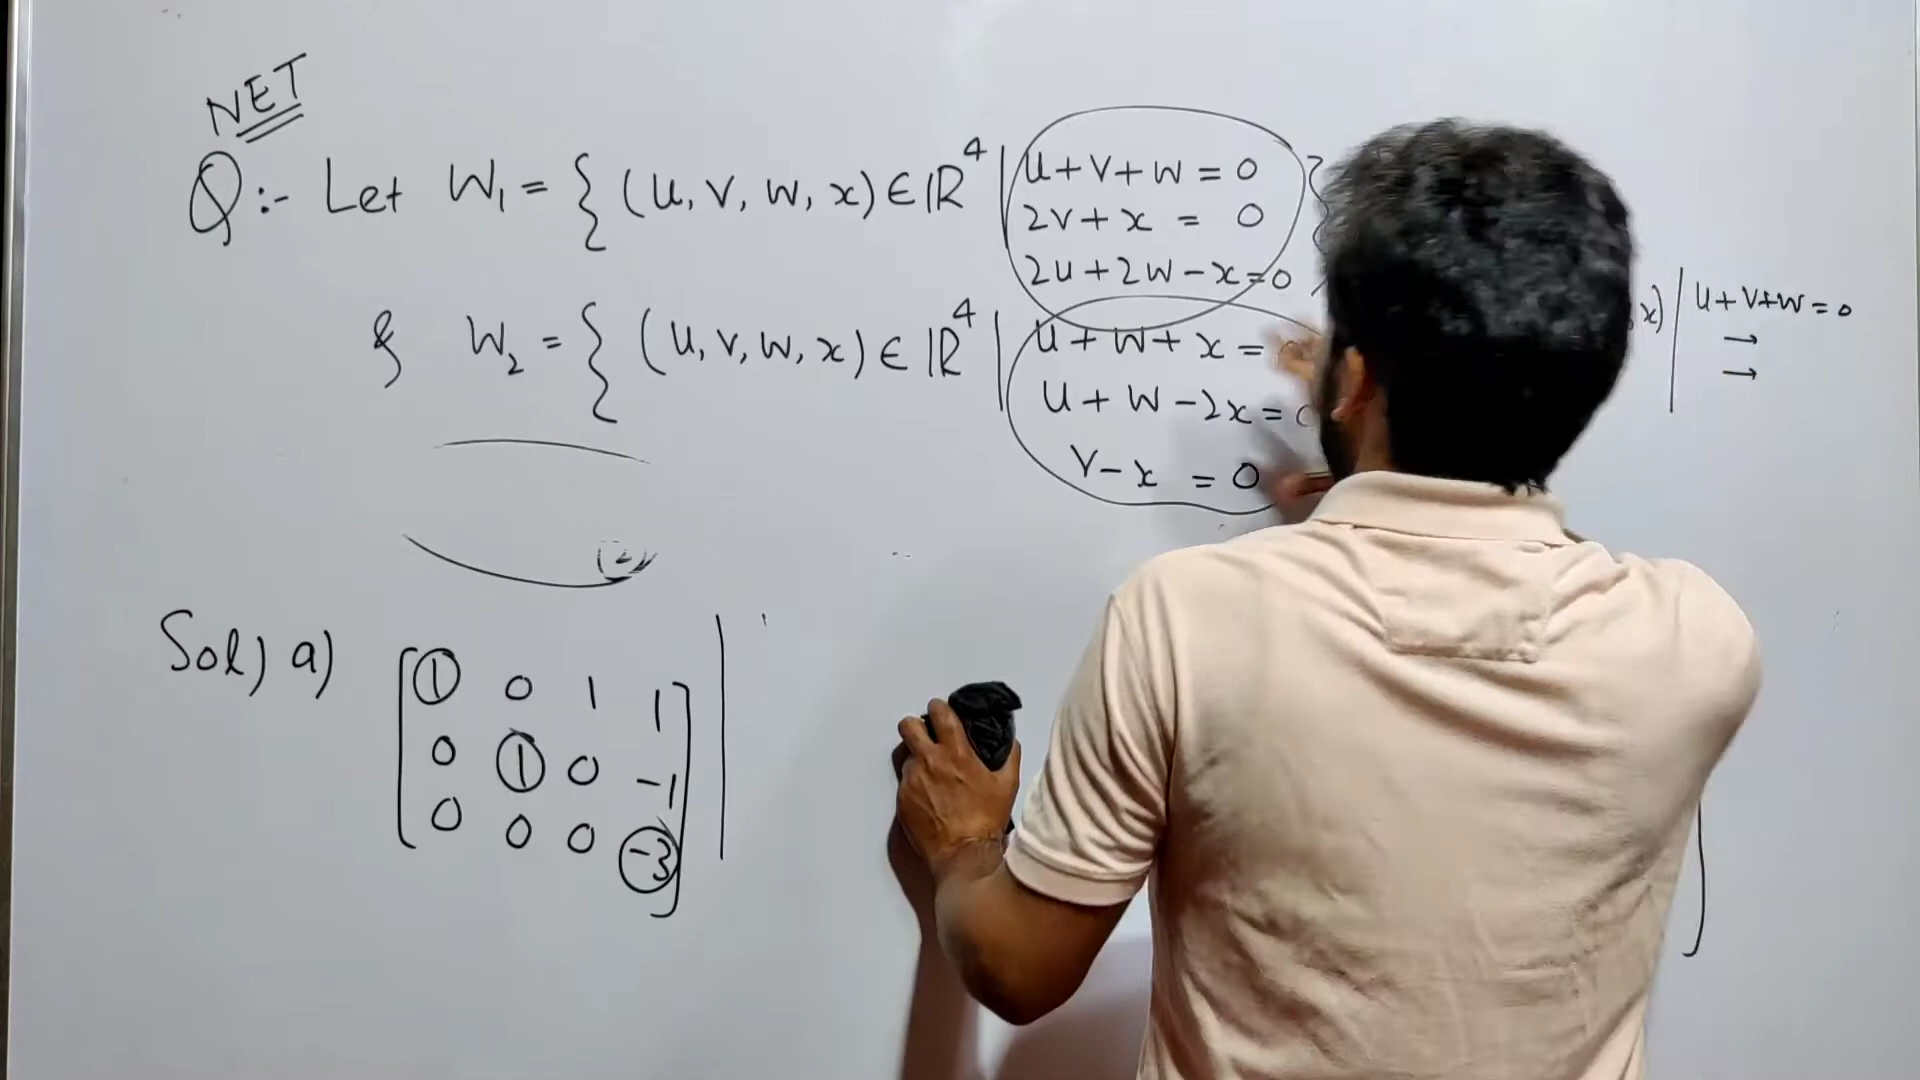 NET
Q:- Let W₁ = { (u, v, w, x) ∈ ℝ⁴ | u + v + w = 0
2v + x = 0
2u + 2w - x = 0 }
& W₂ = { (u, v, w, x) ∈ ℝ⁴ | u + w + x =
u + w - 2x = 0
v - x = 0
x) | u + v + w = 0
→
→
Sol) a) [ 1 0 1 1
0 1 0 -1
0 0 0 -3 ]